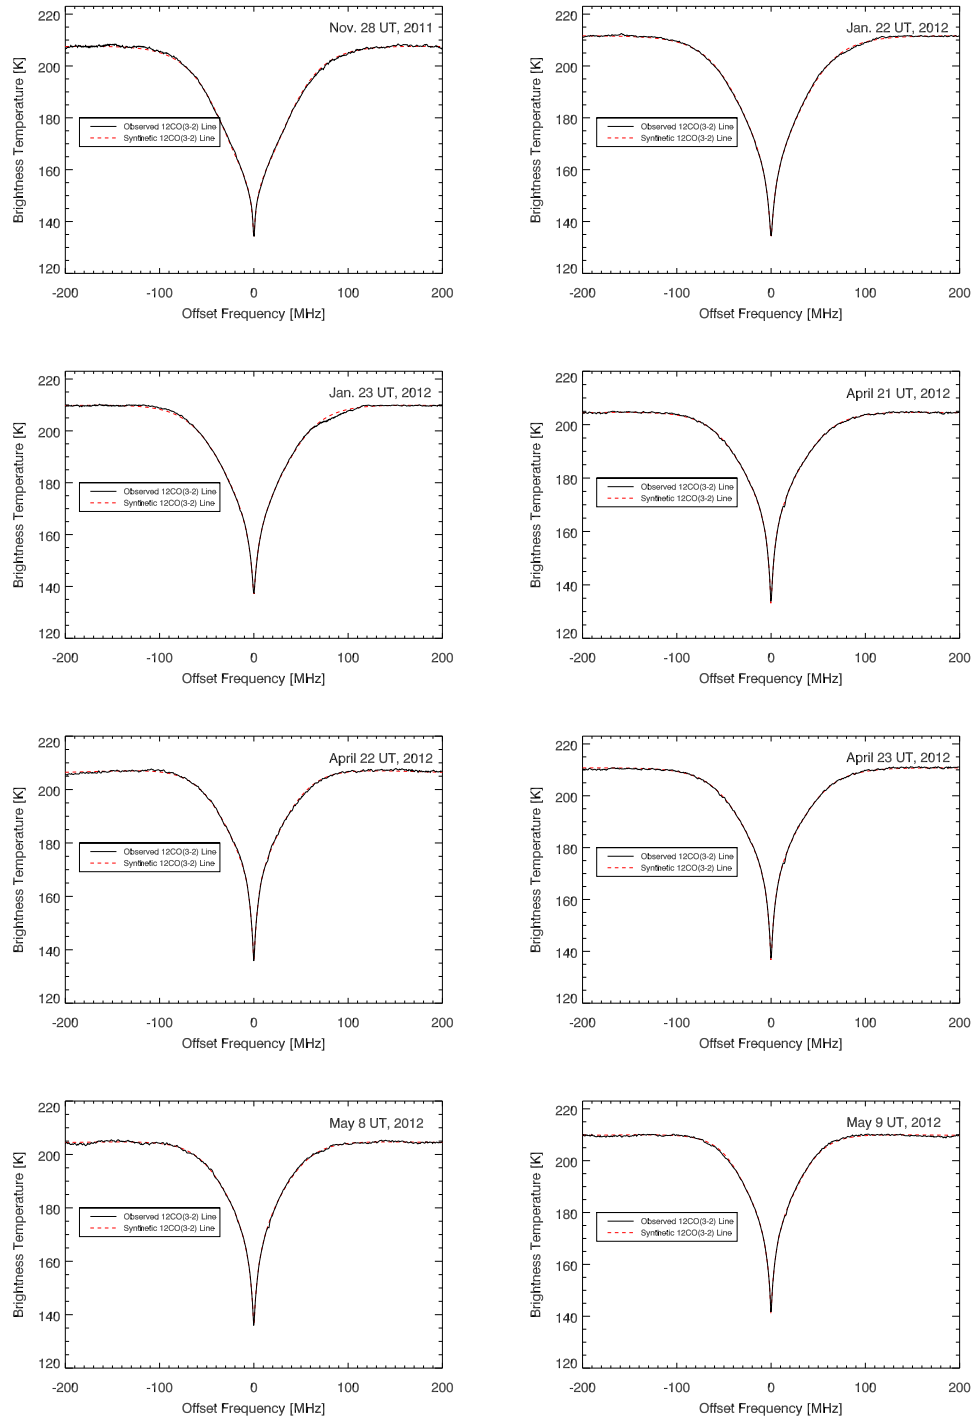 Nov. 28 UT, 2011
Brightness Temperature [K]
220
200
180
160
140
120
Observed 12CO(3-2) Line
Synthetic 12CO(3-2) Line
-200
-100
0
100
200
Offset Frequency [MHz]
Jan. 22 UT, 2012
Brightness Temperature [K]
220
200
180
160
140
120
Observed 12CO(3-2) Line
Synthetic 12CO(3-2) Line
-200
-100
0
100
200
Offset Frequency [MHz]
Jan. 23 UT, 2012
Brightness Temperature [K]
220
200
180
160
140
120
Observed 12CO(3-2) Line
Synthetic 12CO(3-2) Line
-200
-100
0
100
200
Offset Frequency [MHz]
April 21 UT, 2012
Brightness Temperature [K]
220
200
180
160
140
120
Observed 12CO(3-2) Line
Synthetic 12CO(3-2) Line
-200
-100
0
100
200
Offset Frequency [MHz]
April 22 UT, 2012
Brightness Temperature [K]
220
200
180
160
140
120
Observed 12CO(3-2) Line
Synthetic 12CO(3-2) Line
-200
-100
0
100
200
Offset Frequency [MHz]
April 23 UT, 2012
Brightness Temperature [K]
220
200
180
160
140
120
Observed 12CO(3-2) Line
Synthetic 12CO(3-2) Line
-200
-100
0
100
200
Offset Frequency [MHz]
May 8 UT, 2012
Brightness Temperature [K]
220
200
180
160
140
120
Observed 12CO(3-2) Line
Synthetic 12CO(3-2) Line
-200
-100
0
100
200
Offset Frequency [MHz]
May 9 UT, 2012
Brightness Temperature [K]
220
200
180
160
140
120
Observed 12CO(3-2) Line
Synthetic 12CO(3-2) Line
-200
-100
0
100
200
Offset Frequency [MHz]